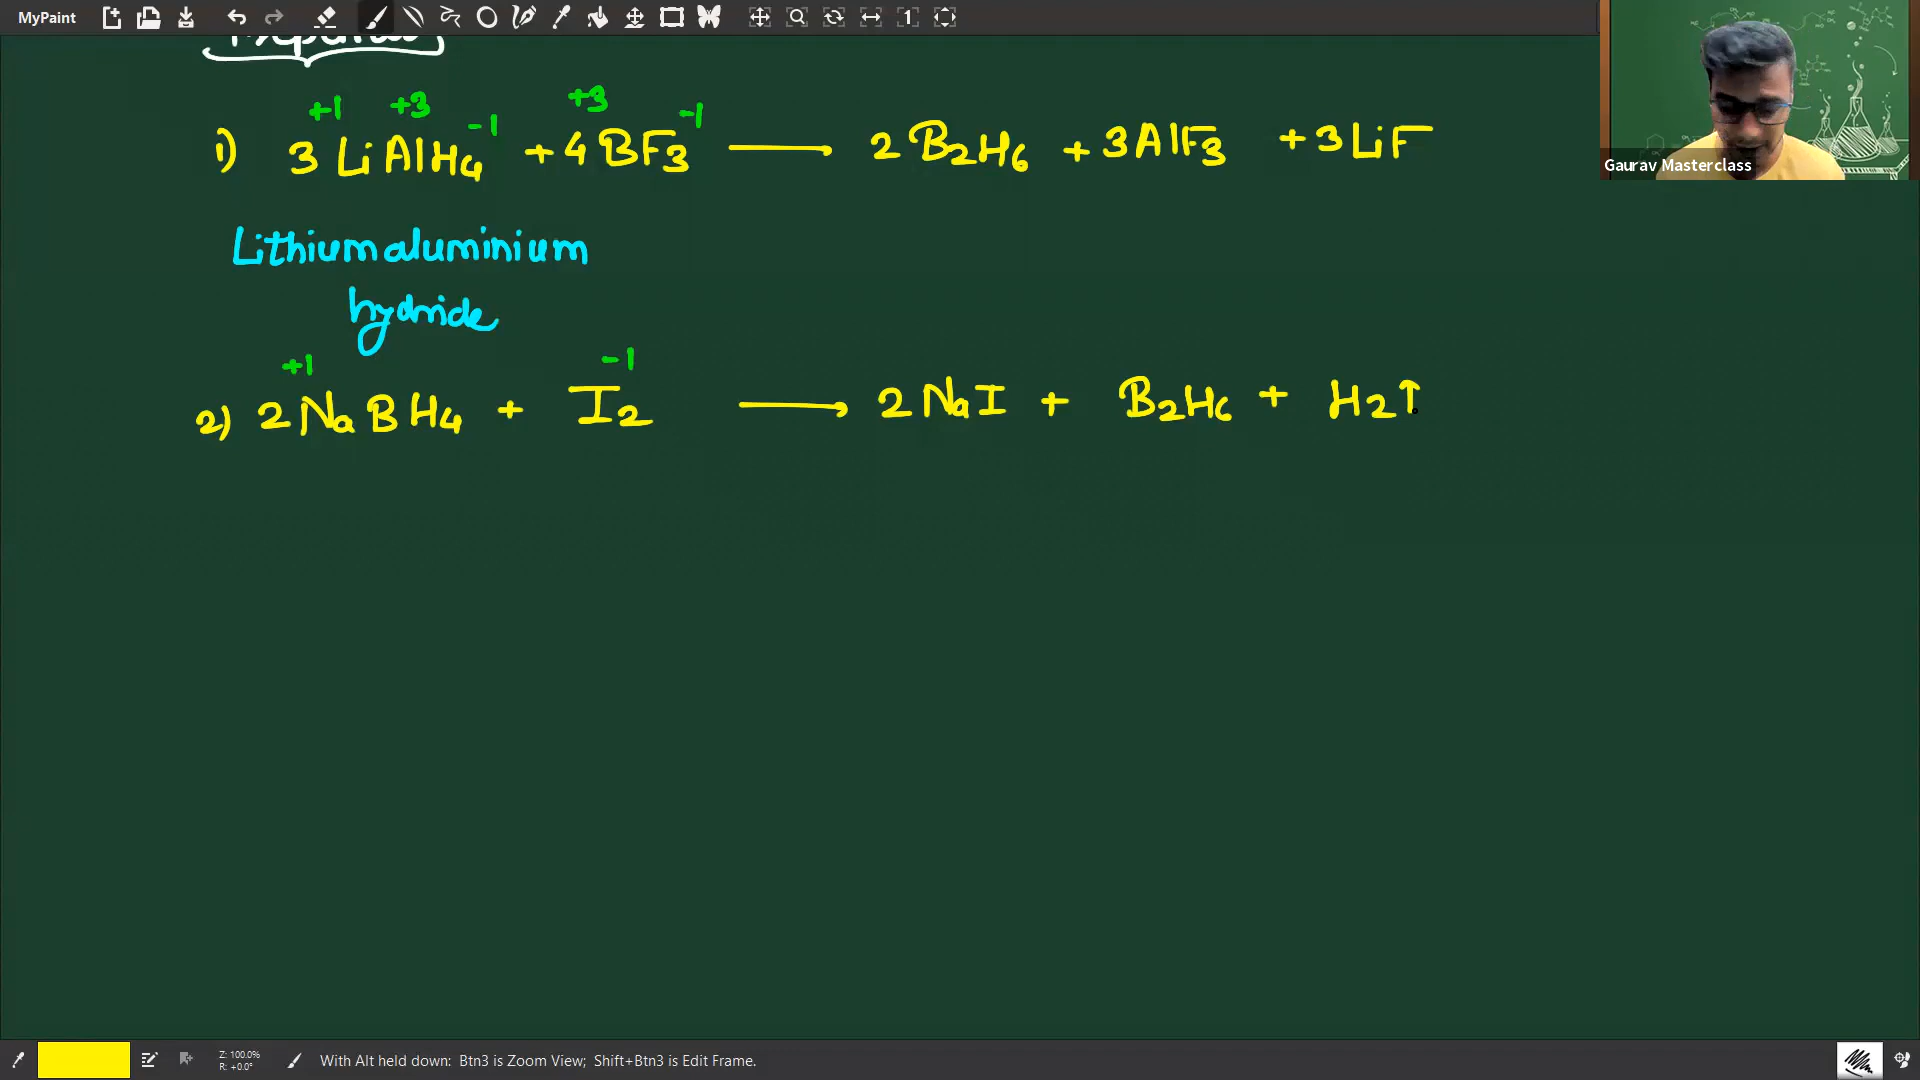 MyPaint
1
Gaurav Masterclass
+1 +3 -1 +3 -1
1) 3 LiAlH4 + 4 BF3 → 2 B2H6 + 3 AlF3 + 3 LiF
Lithium aluminium
hydride
+1 -1
2) 2 NaBH4 + I2 → 2 NaI + B2H6 + H2↑
Z: 100.0%
R: +0.0°
With Alt held down: Btn3 is Zoom View; Shift+Btn3 is Edit Frame.